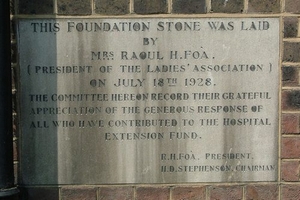 THIS FOUNDATION STONE WAS LAID
BY
MRS RAOUL H. FOÀ.
(PRESIDENT OF THE LADIES' ASSOCIATION)
ON JULY 18TH 1928.
THE COMMITTEE HEREON RECORD THEIR GRATEFUL
APPRECIATION OF THE GENEROUS RESPONSE OF
ALL WHO HAVE CONTRIBUTED TO THE HOSPITAL
EXTENSION FUND.
R.H. FOÀ, PRESIDENT.
H.D. STEPHENSON, CHAIRMAN